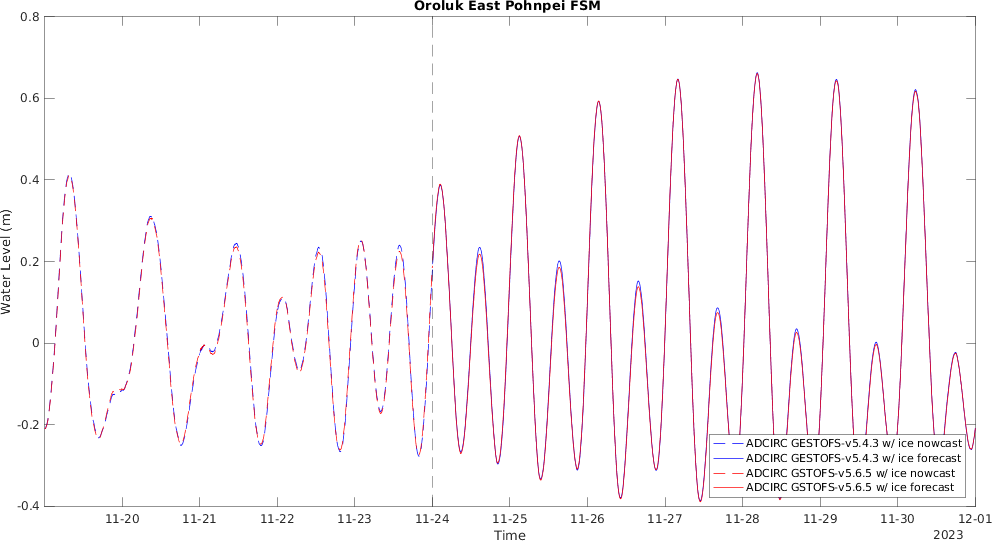 Oroluk East Pohnpei FSM
0.8
0.6
0.4
0.2
0
-0.2
-0.4
Water Level (m)
ADCIRC GESTOFS-v5.4.3 w/ ice nowcast
ADCIRC GESTOFS-v5.4.3 w/ ice forecast
ADCIRC GSTOFS-v5.6.5 w/ ice nowcast
ADCIRC GSTOFS-v5.6.5 w/ ice forecast
11-20 11-21 11-22 11-23 11-24 11-25 11-26 11-27 11-28 11-29 11-30 12-01
Time
2023